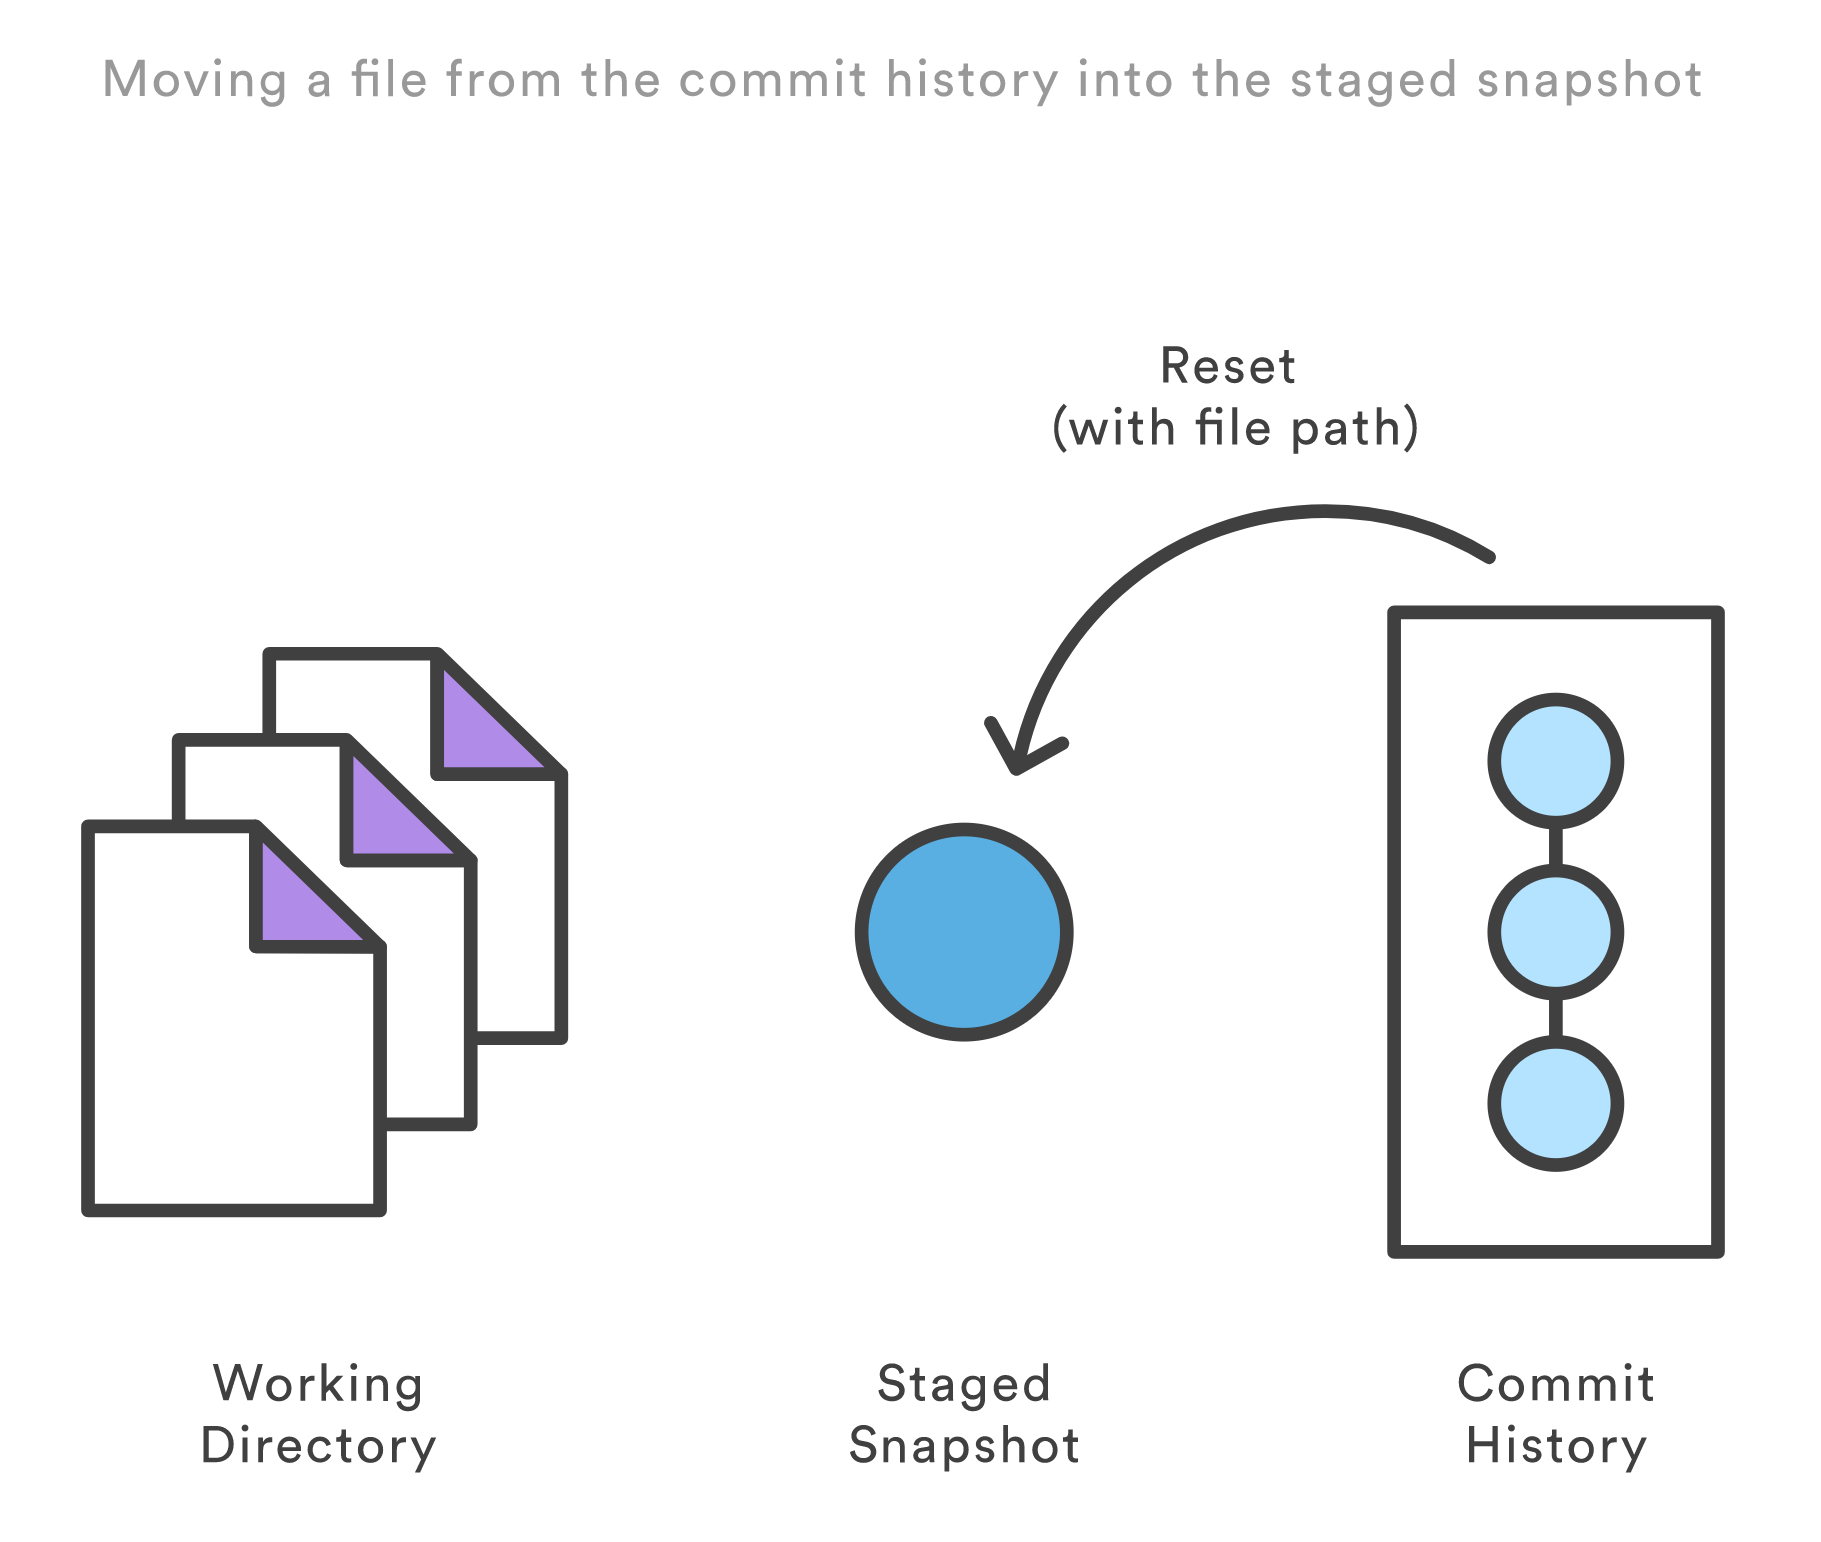 Moving a file from the commit history into the staged snapshot
Reset
(with file path)
Working
Directory
Staged
Snapshot
Commit
History